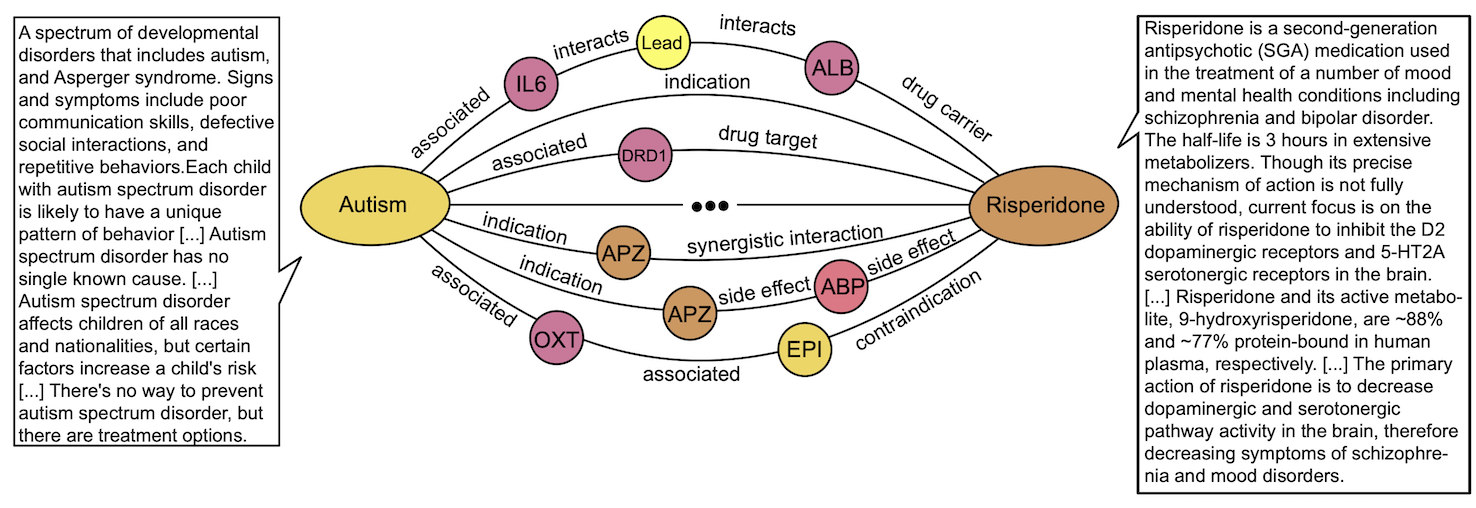 A spectrum of developmental
disorders that includes autism,
and Asperger syndrome. Signs
and symptoms include poor
communication skills, defective
social interactions, and
repetitive behaviors.Each child
with autism spectrum disorder
is likely to have a unique
pattern of behavior [...] Autism
spectrum disorder has no
single known cause. [...]
Autism spectrum disorder
affects children of all races
and nationalities, but certain
factors increase a child's risk
[...] There's no way to prevent
autism spectrum disorder, but
there are treatment options.
Autism
associated
IL6
interacts
Lead
interacts
ALB
drug carrier
indication
associated
DRD1
drug target
indication
APZ
synergistic interaction
indication
APZ
side effect
ABP
side effect
associated
OXT
associated
EPI
contraindication
Risperidone
Risperidone is a second-generation
antipsychotic (SGA) medication used
in the treatment of a number of mood
and mental health conditions including
schizophrenia and bipolar disorder.
The half-life is 3 hours in extensive
metabolizers. Though its precise
mechanism of action is not fully
understood, current focus is on the
ability of risperidone to inhibit the D2
dopaminergic receptors and 5-HT2A
serotonergic receptors in the brain.
[...] Risperidone and its active metabo-
lite, 9-hydroxyrisperidone, are ~88%
and ~77% protein-bound in human
plasma, respectively. [...] The primary
action of risperidone is to decrease
dopaminergic and serotonergic
pathway activity in the brain, therefore
decreasing symptoms of schizophre-
nia and mood disorders.